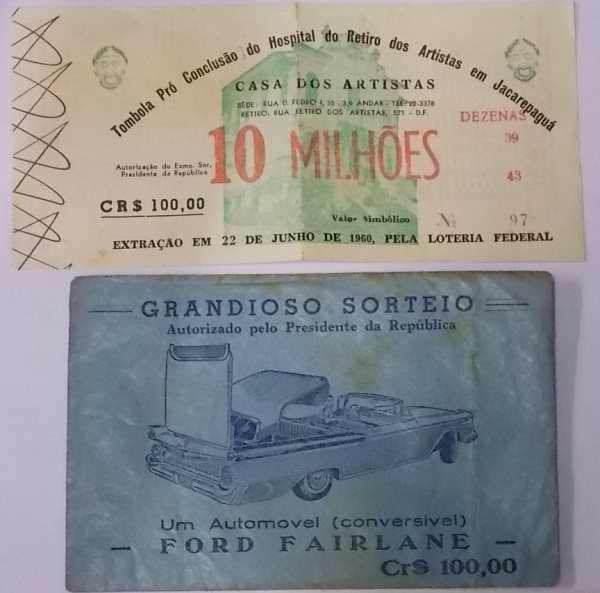 Tombola Pró Conclusão do Hospital do Retiro dos Artistas em Jacarepaguá
CASA DOS ARTISTAS
SÉDE: RUA D. PEDRO I, 35 - 3.º ANDAR - TEL. 22-3378
RETIRO: RUA RETIRO DOS ARTISTAS, 571 - D.F.
DEZENAS
39
Autorização do Exmo. Snr.
Presidente da República
10 MILHÕES
43
CR$ 100,00
Valor Simbólico
Nº 97
EXTRAÇÃO EM 22 DE JUNHO DE 1960, PELA LOTERIA FEDERAL
GRANDIOSO SORTEIO
Autorizado pelo Presidente da República
Um Automovel (conversivel)
— FORD FAIRLANE —
Cr$ 100,00